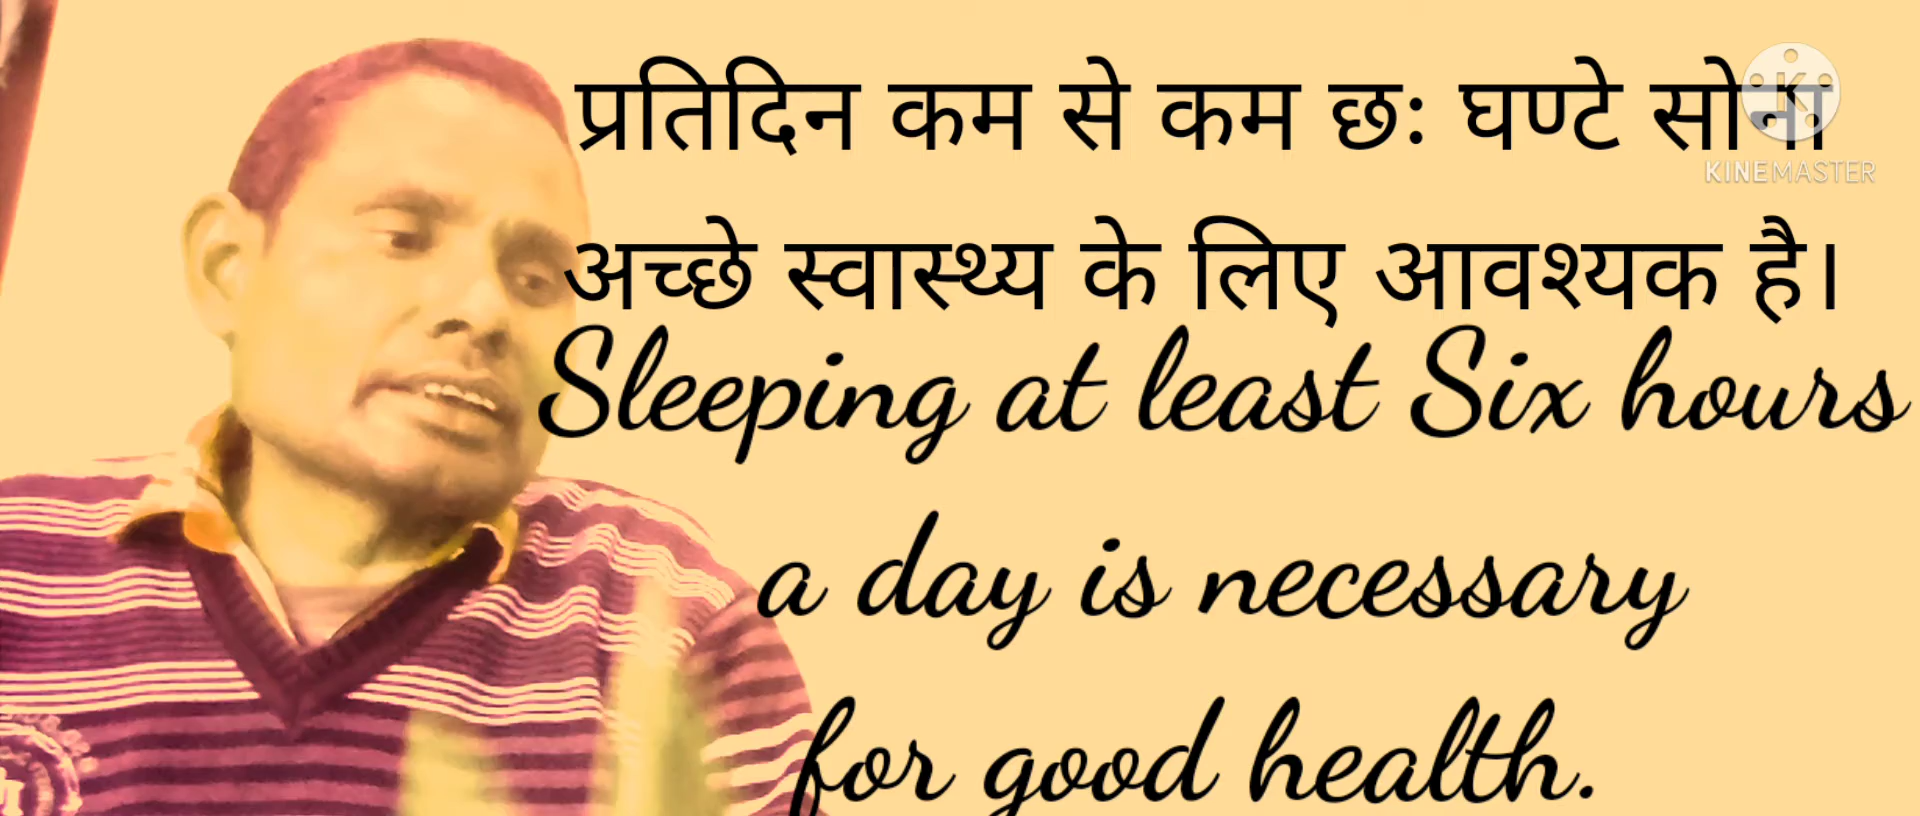 प्रतिदिन कम से कम छः घण्टे सोना
KINEMASTER
अच्छे स्वास्थ्य के लिए आवश्यक है।
Sleeping at least Six hours
a day is necessary
for good health.